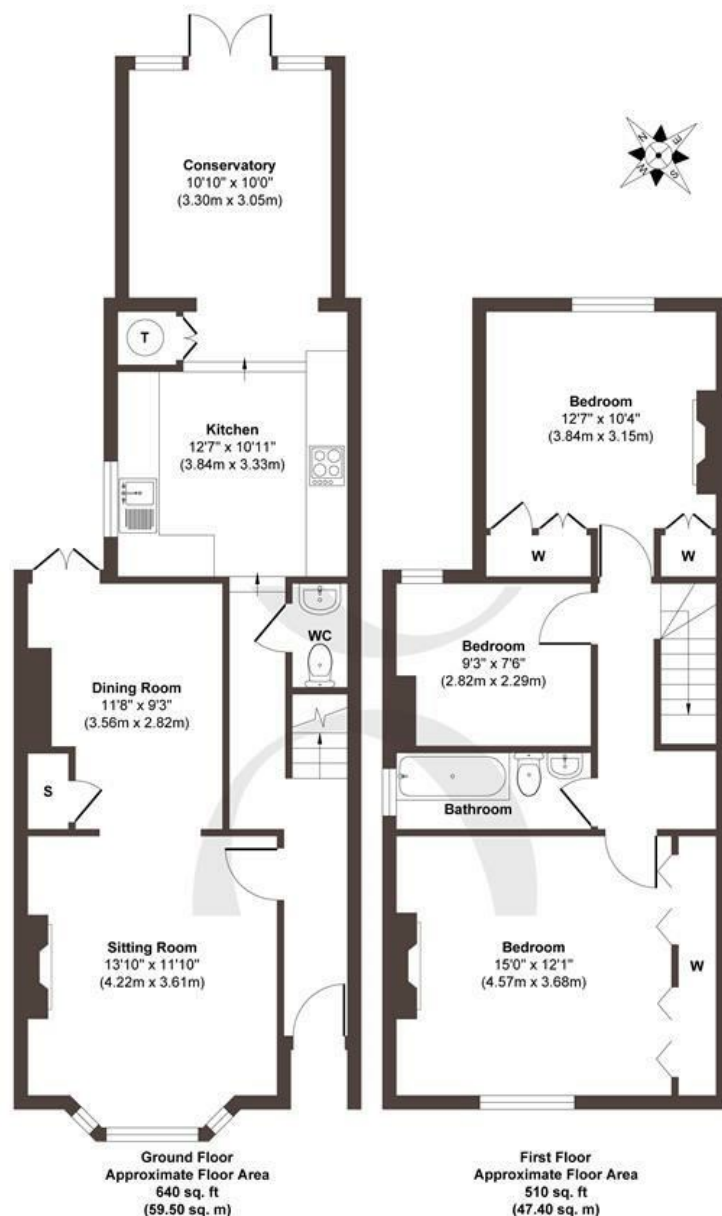 Conservatory
10'10" x 10'0"
(3.30m x 3.05m)
N
E
S
W
T
Kitchen
12'7" x 10'11"
(3.84m x 3.33m)
Bedroom
12'7" x 10'4"
(3.84m x 3.15m)
W
W
WC
Bedroom
9'3" x 7'6"
(2.82m x 2.29m)
Dining Room
11'8" x 9'3"
(3.56m x 2.82m)
S
Bathroom
Sitting Room
13'10" x 11'10"
(4.22m x 3.61m)
Bedroom
15'0" x 12'1"
(4.57m x 3.68m)
W
Ground Floor
Approximate Floor Area
640 sq. ft
(59.50 sq. m)
First Floor
Approximate Floor Area
510 sq. ft
(47.40 sq. m)